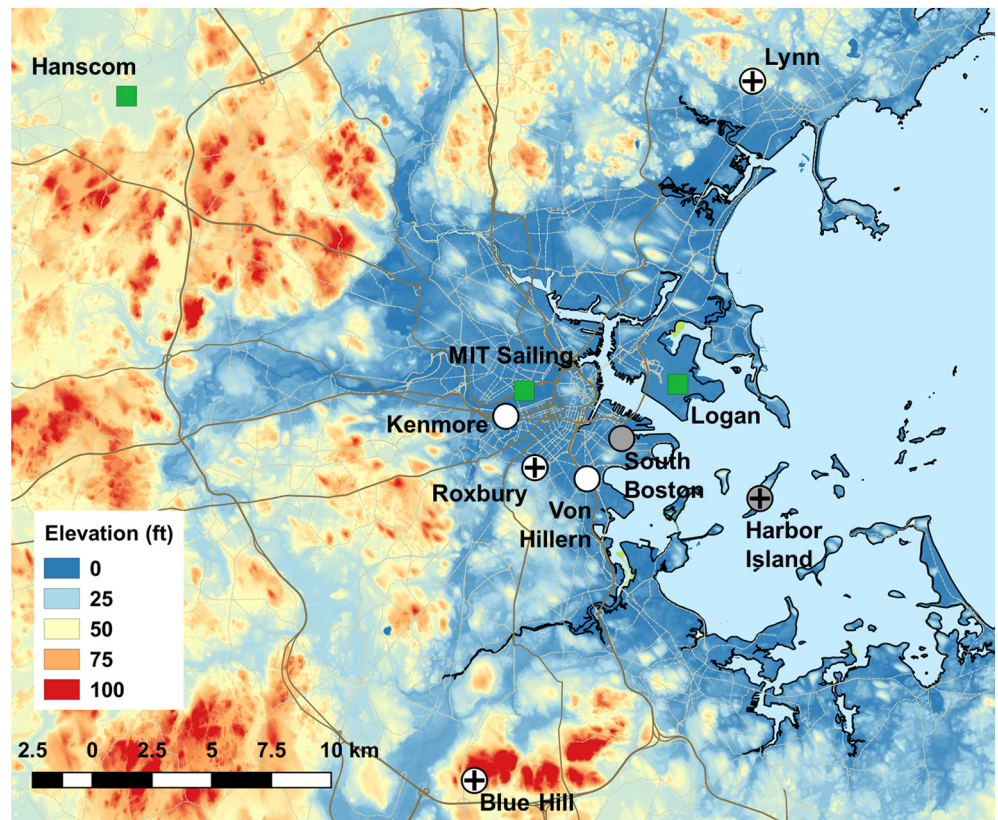 Hanscom
Lynn
MIT Sailing
Kenmore
Logan
South
Boston
Roxbury
Von
Hillern
Harbor
Island
Elevation (ft)
0
25
50
75
100
2.5 0 2.5 5 7.5 10 km
Blue Hill